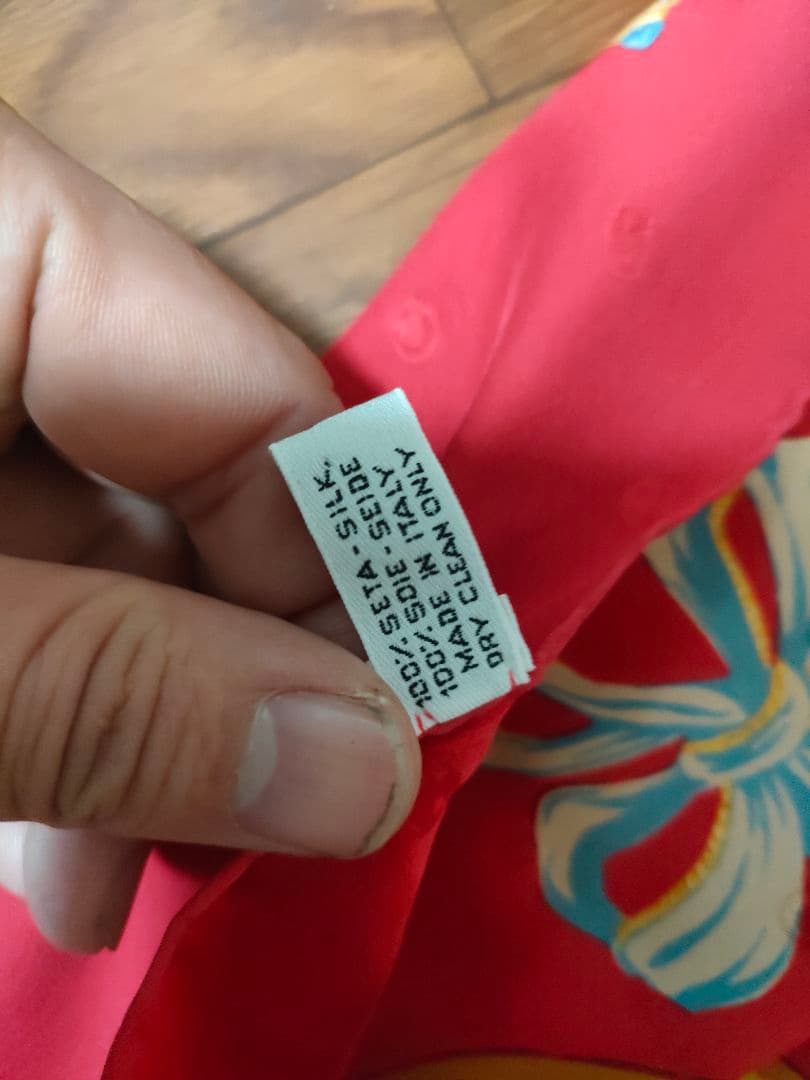 100% SETA - SILK,
100% SOIE - SEIDE
MADE IN ITALY
DRY CLEAN ONLY